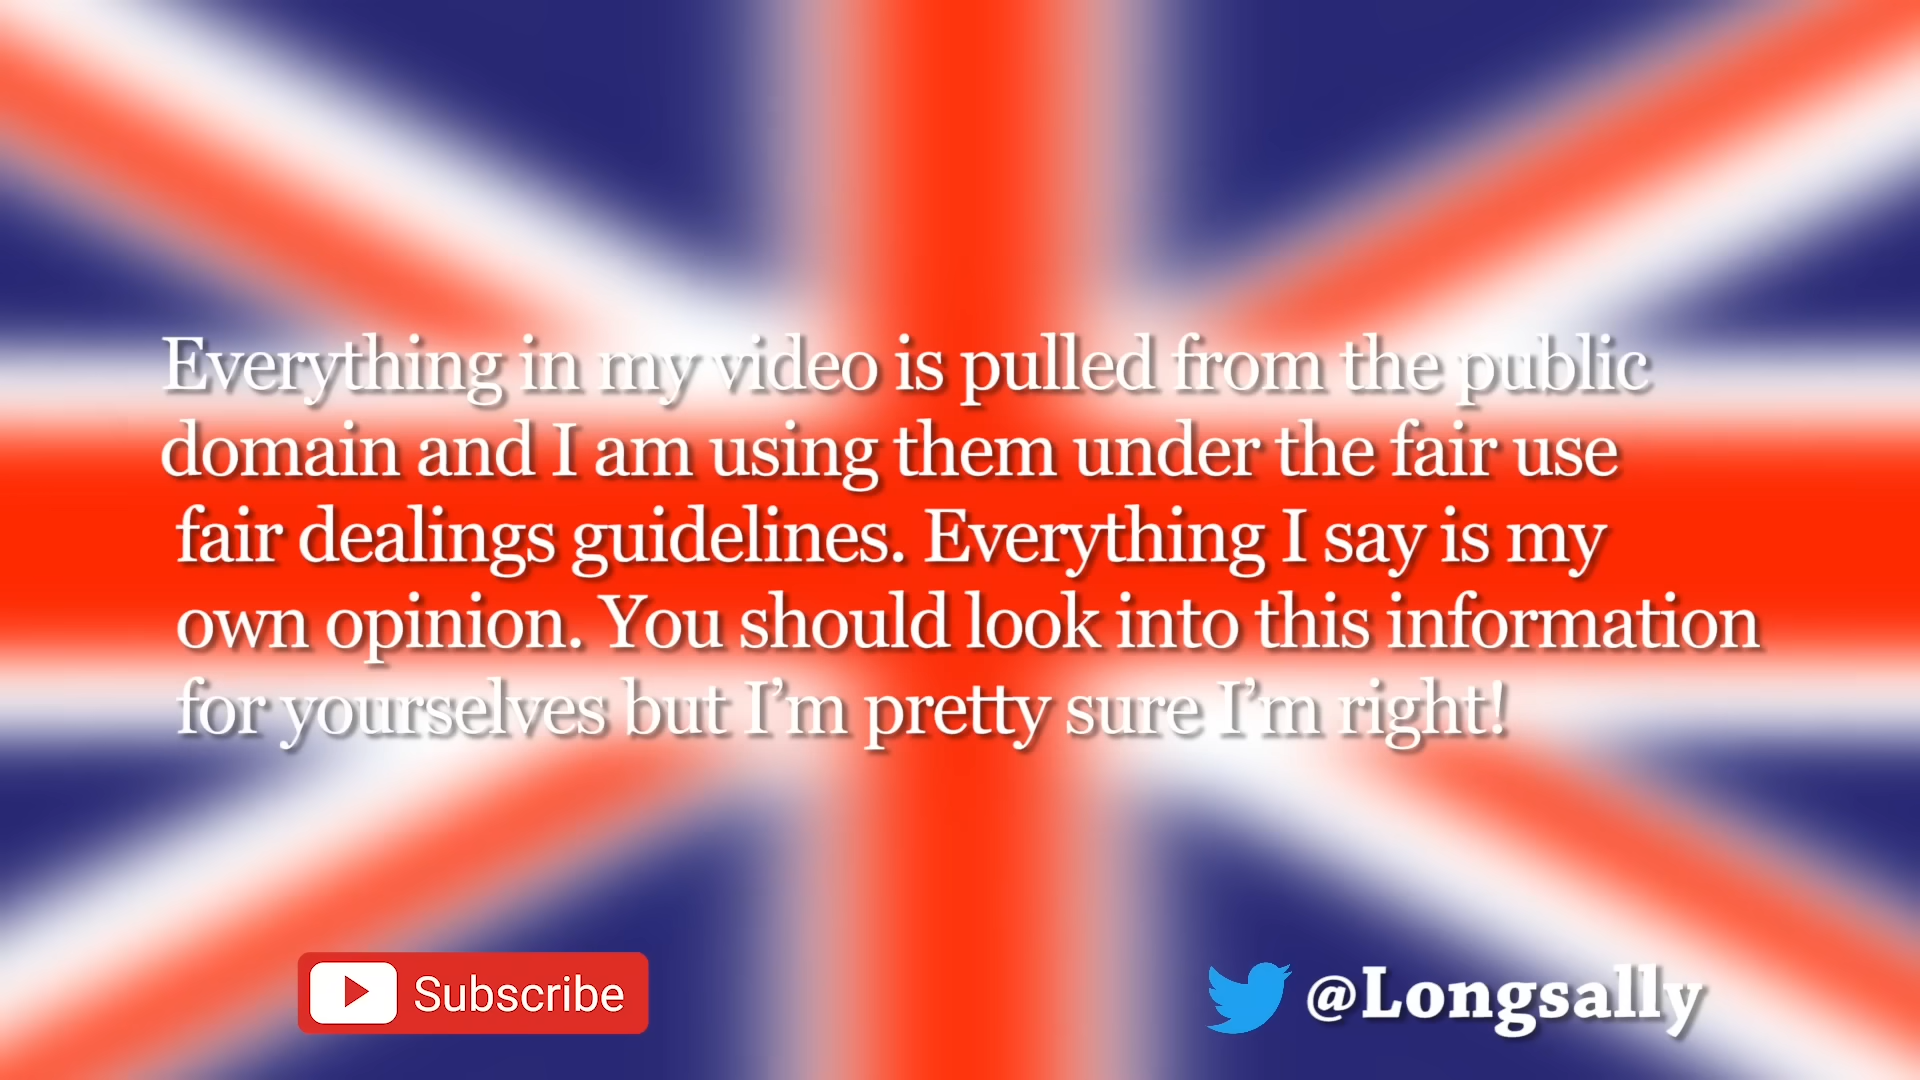 Everything in my video is pulled from the public
domain and I am using them under the fair use
fair dealings guidelines. Everything I say is my
own opinion. You should look into this information
for yourselves but I’m pretty sure I’m right!
Subscribe
@Longsally